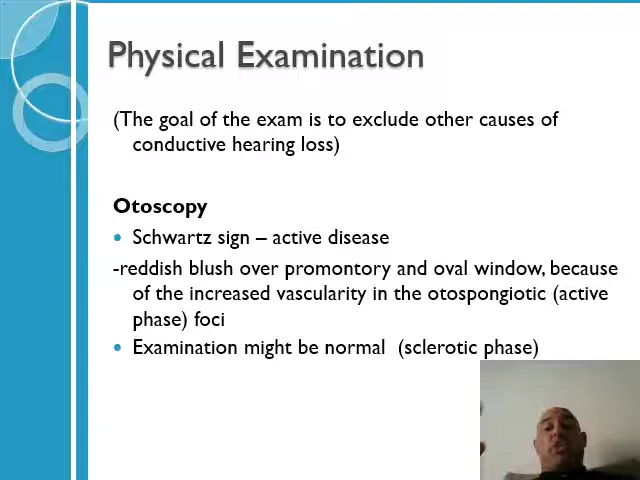 Physical Examination
(The goal of the exam is to exclude other causes of
conductive hearing loss)
Otoscopy
• Schwartz sign – active disease
-reddish blush over promontory and oval window, because
of the increased vascularity in the otospongiotic (active
phase) foci
• Examination might be normal (sclerotic phase)